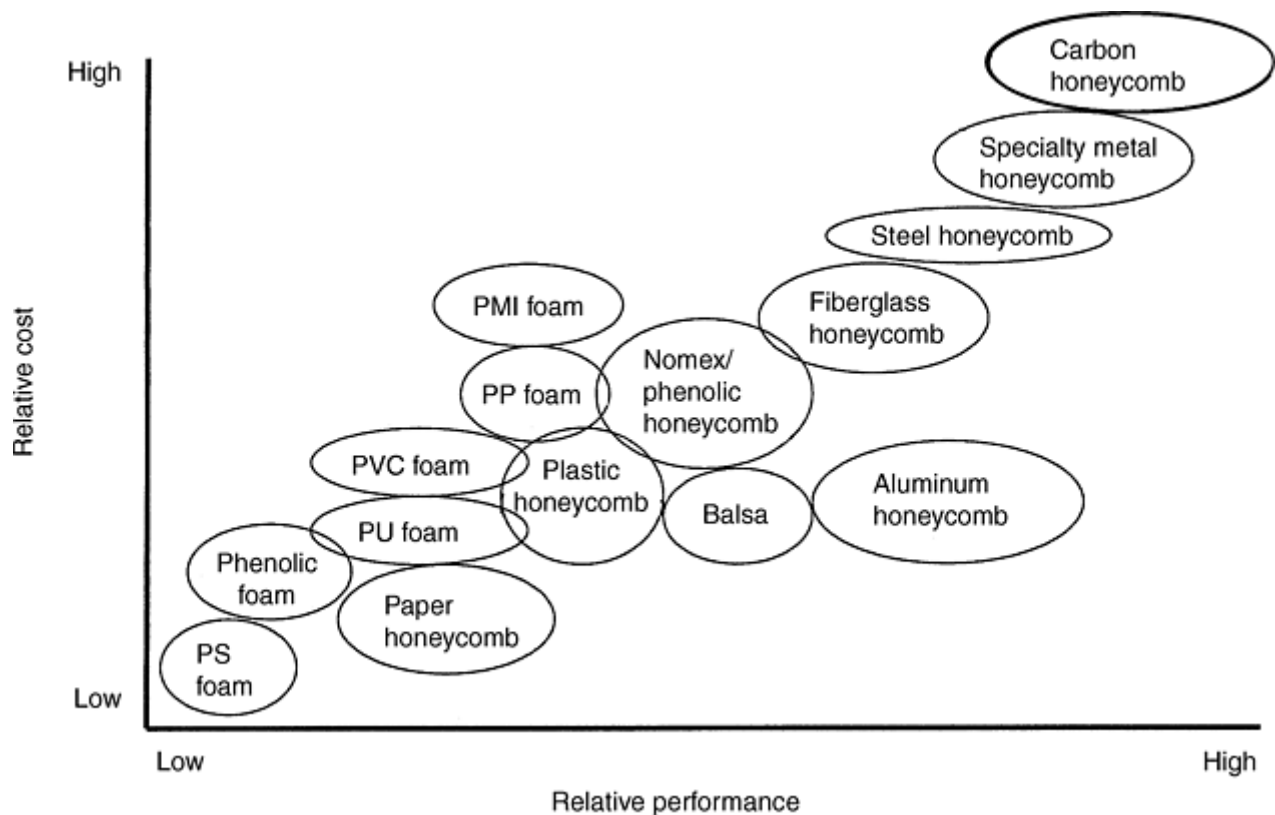 High
Carbon
honeycomb
Specialty metal
honeycomb
Steel honeycomb
PMI foam
Fiberglass
honeycomb
Relative cost
PP foam
Nomex/
phenolic
honeycomb
PVC foam
Plastic
honeycomb
Balsa
Aluminum
honeycomb
PU foam
Phenolic
foam
Paper
honeycomb
PS
foam
Low
Low
High
Relative performance